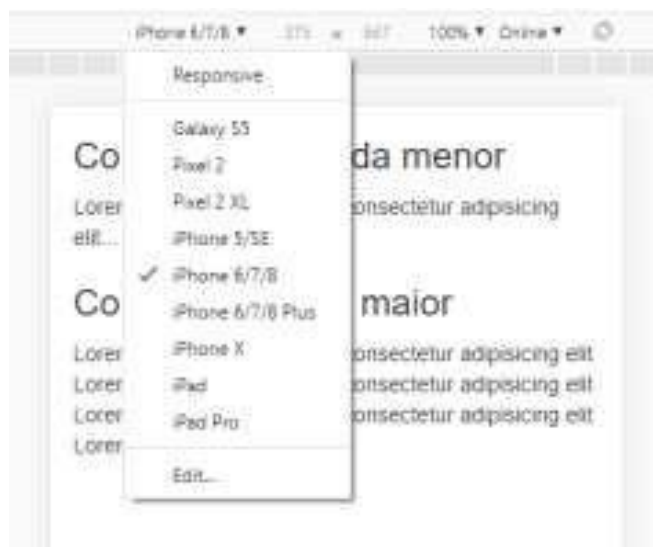 iPhone 6/7/8 ▼ 375 × 667 100% ▼ Online ▼
Responsive
Galaxy S5
Pixel 2
Pixel 2 XL
iPhone 5/SE
✓ iPhone 6/7/8
iPhone 6/7/8 Plus
iPhone X
iPad
iPad Pro
Edit...
Co da menor
Lorem onsectetur adipisicing
elit...
Co maior
Lorem onsectetur adipisicing elit
Lorem onsectetur adipisicing elit
Lorem onsectetur adipisicing elit
Lorem